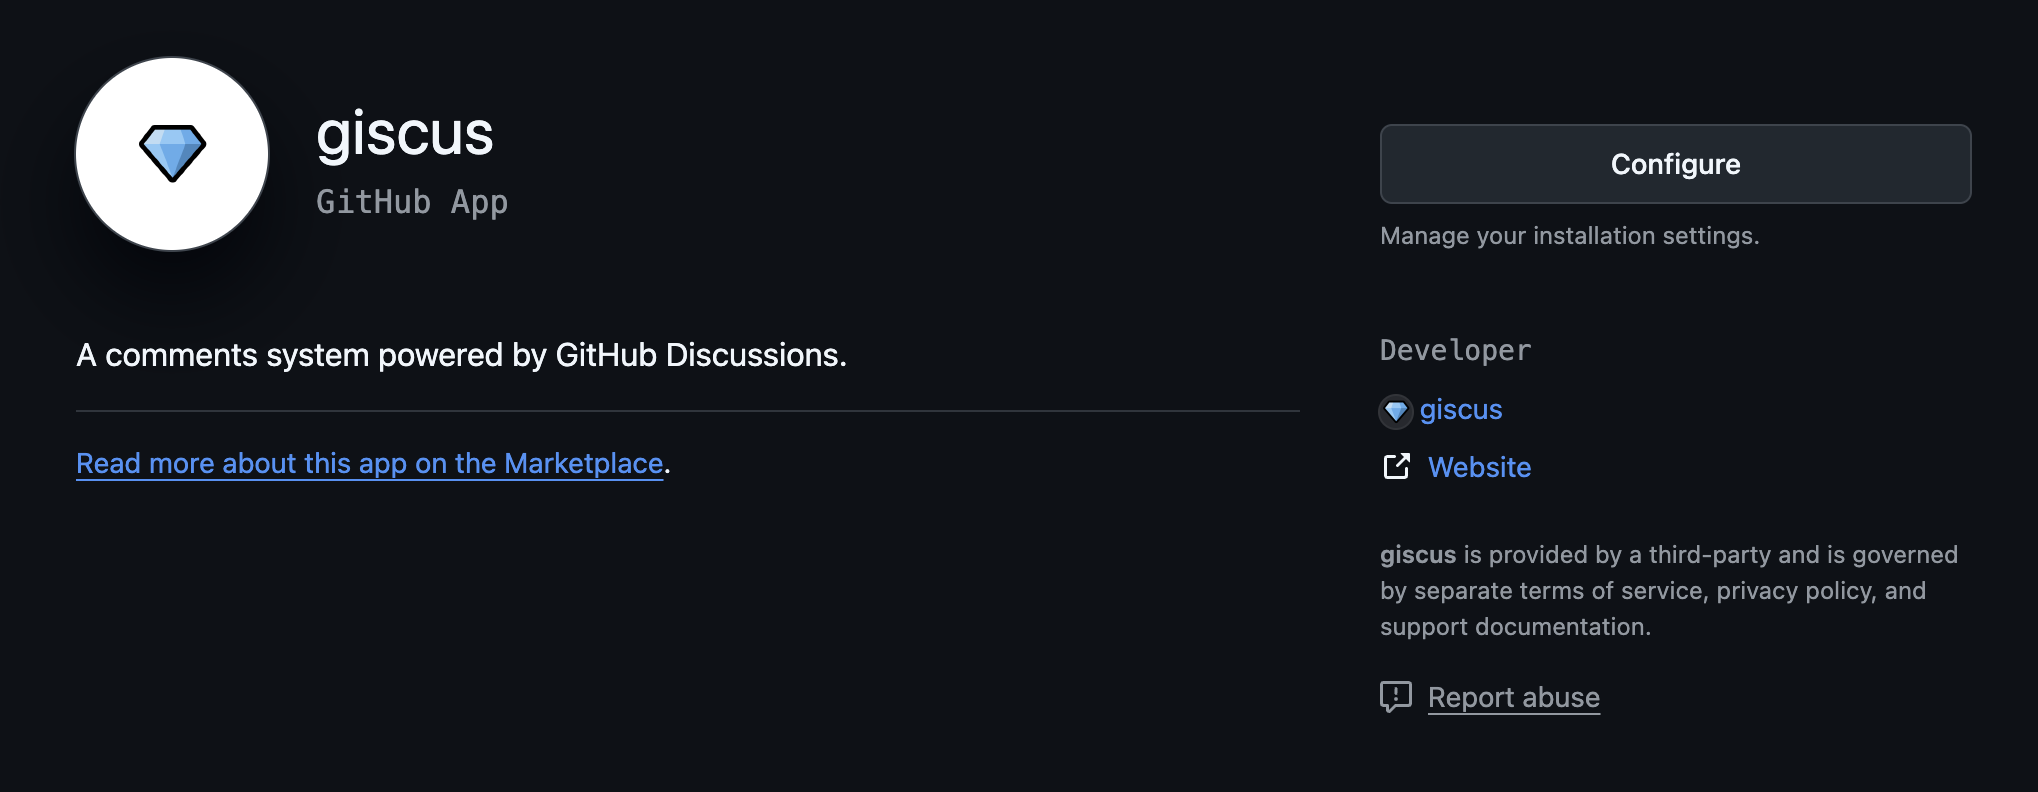 giscus
GitHub App
A comments system powered by GitHub Discussions.
Read more about this app on the Marketplace.
Configure
Manage your installation settings.
Developer
giscus
Website
giscus is provided by a third-party and is governed
by separate terms of service, privacy policy, and
support documentation.
Report abuse